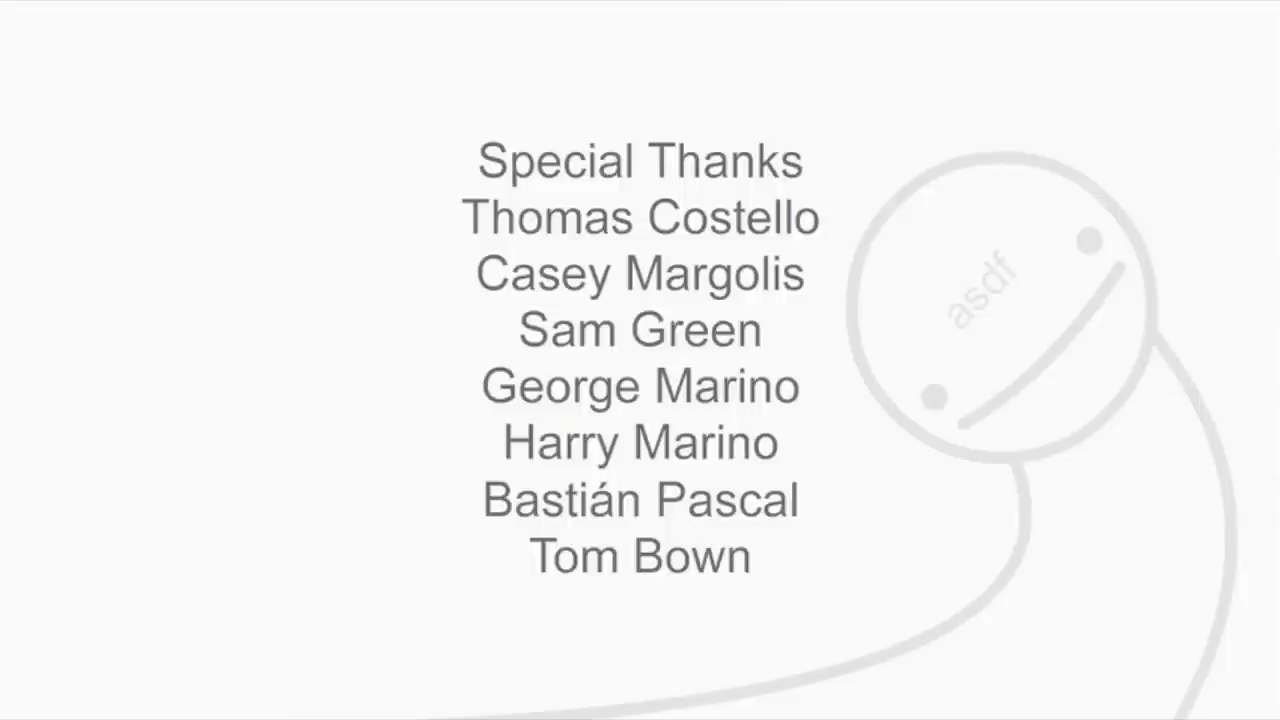 Special Thanks
Thomas Costello
Casey Margolis
Sam Green
George Marino
Harry Marino
Bastián Pascal
Tom Bown
asdf